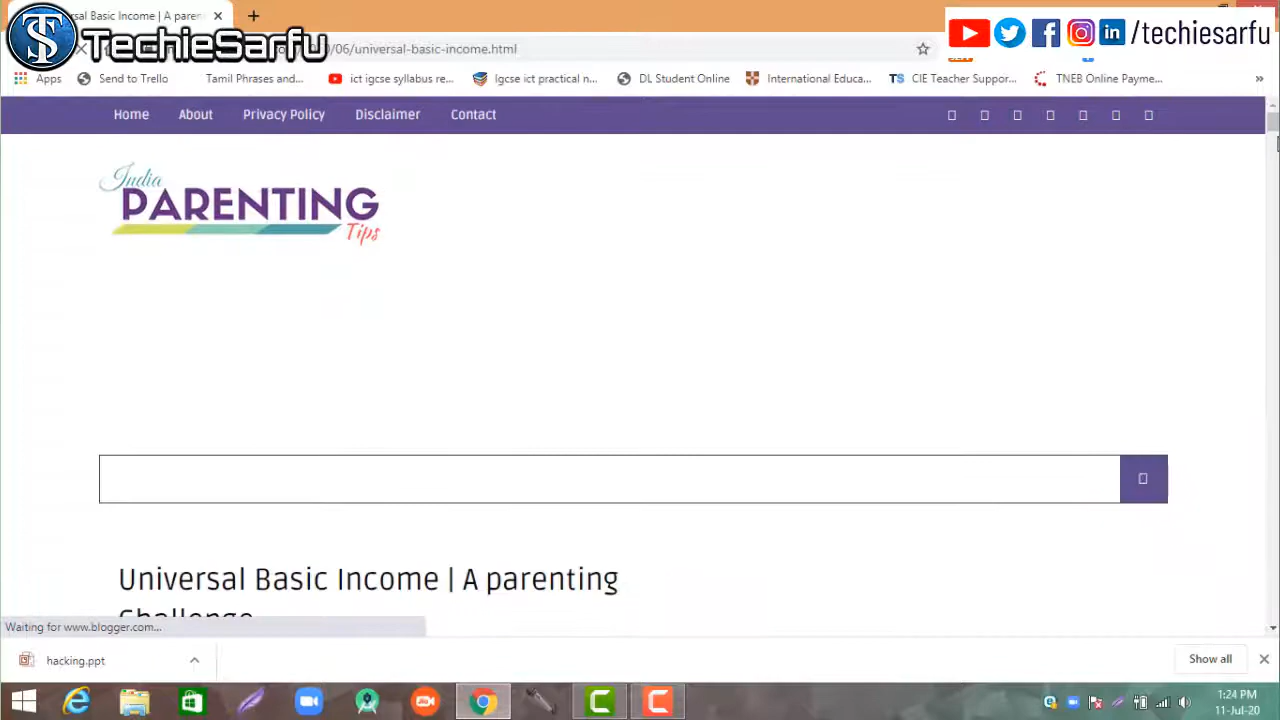 rsal Basic Income | A paren
TechieSarfu
/06/universal-basic-income.html
/techiesarfu
Apps
Send to Trello
Tamil Phrases and...
ict igcse syllabus re...
Igcse ict practical n...
DL Student Online
International Educa...
CIE Teacher Suppor...
TNEB Online Payme...
»
Home
About
Privacy Policy
Disclaimer
Contact
India
PARENTING
Tips
Universal Basic Income | A parenting
Challenge
Waiting for www.blogger.com...
hacking.ppt
Show all
1:24 PM
11-Jul-20